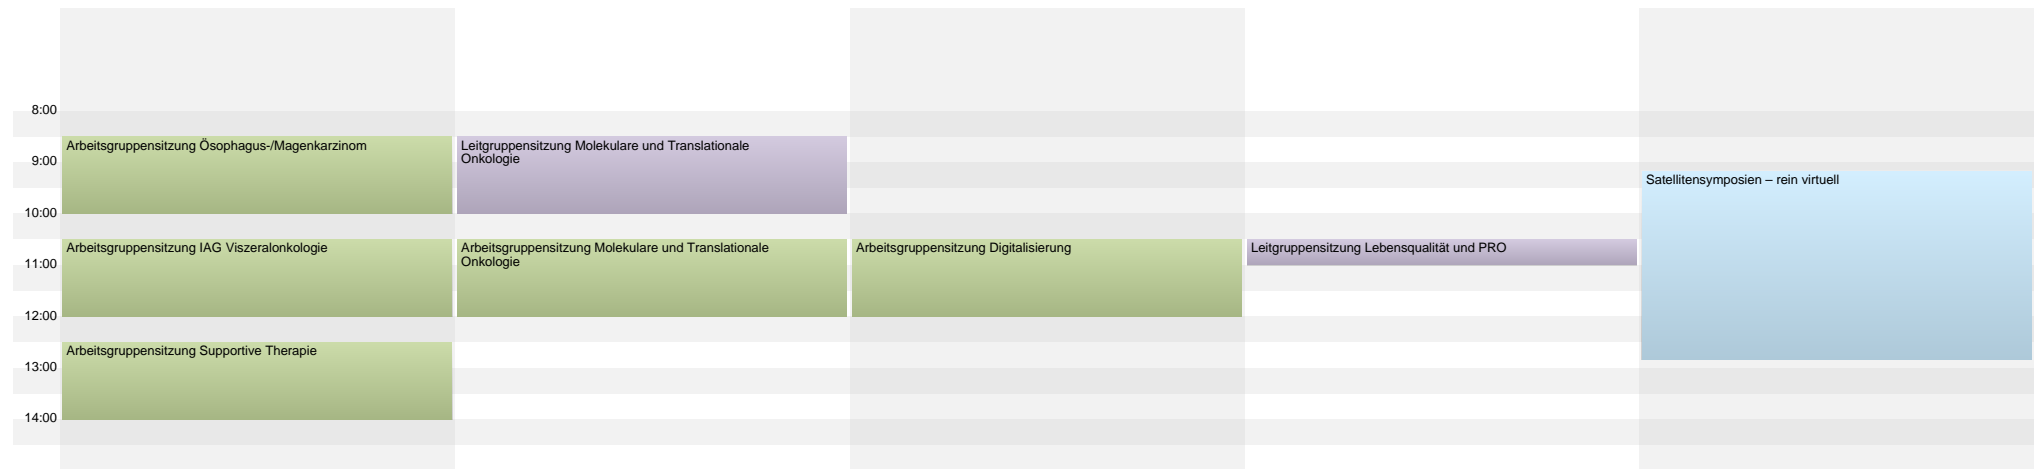 8:00
Arbeitsgruppensitzung Ösophagus-/Magenkarzinom
Leitgruppensitzung Molekulare und Translationale
Onkologie
9:00
Satellitensymposien – rein virtuell
10:00
Arbeitsgruppensitzung IAG Viszeralonkologie
Arbeitsgruppensitzung Molekulare und Translationale
Onkologie
Arbeitsgruppensitzung Digitalisierung
Leitgruppensitzung Lebensqualität und PRO
11:00
12:00
Arbeitsgruppensitzung Supportive Therapie
13:00
14:00